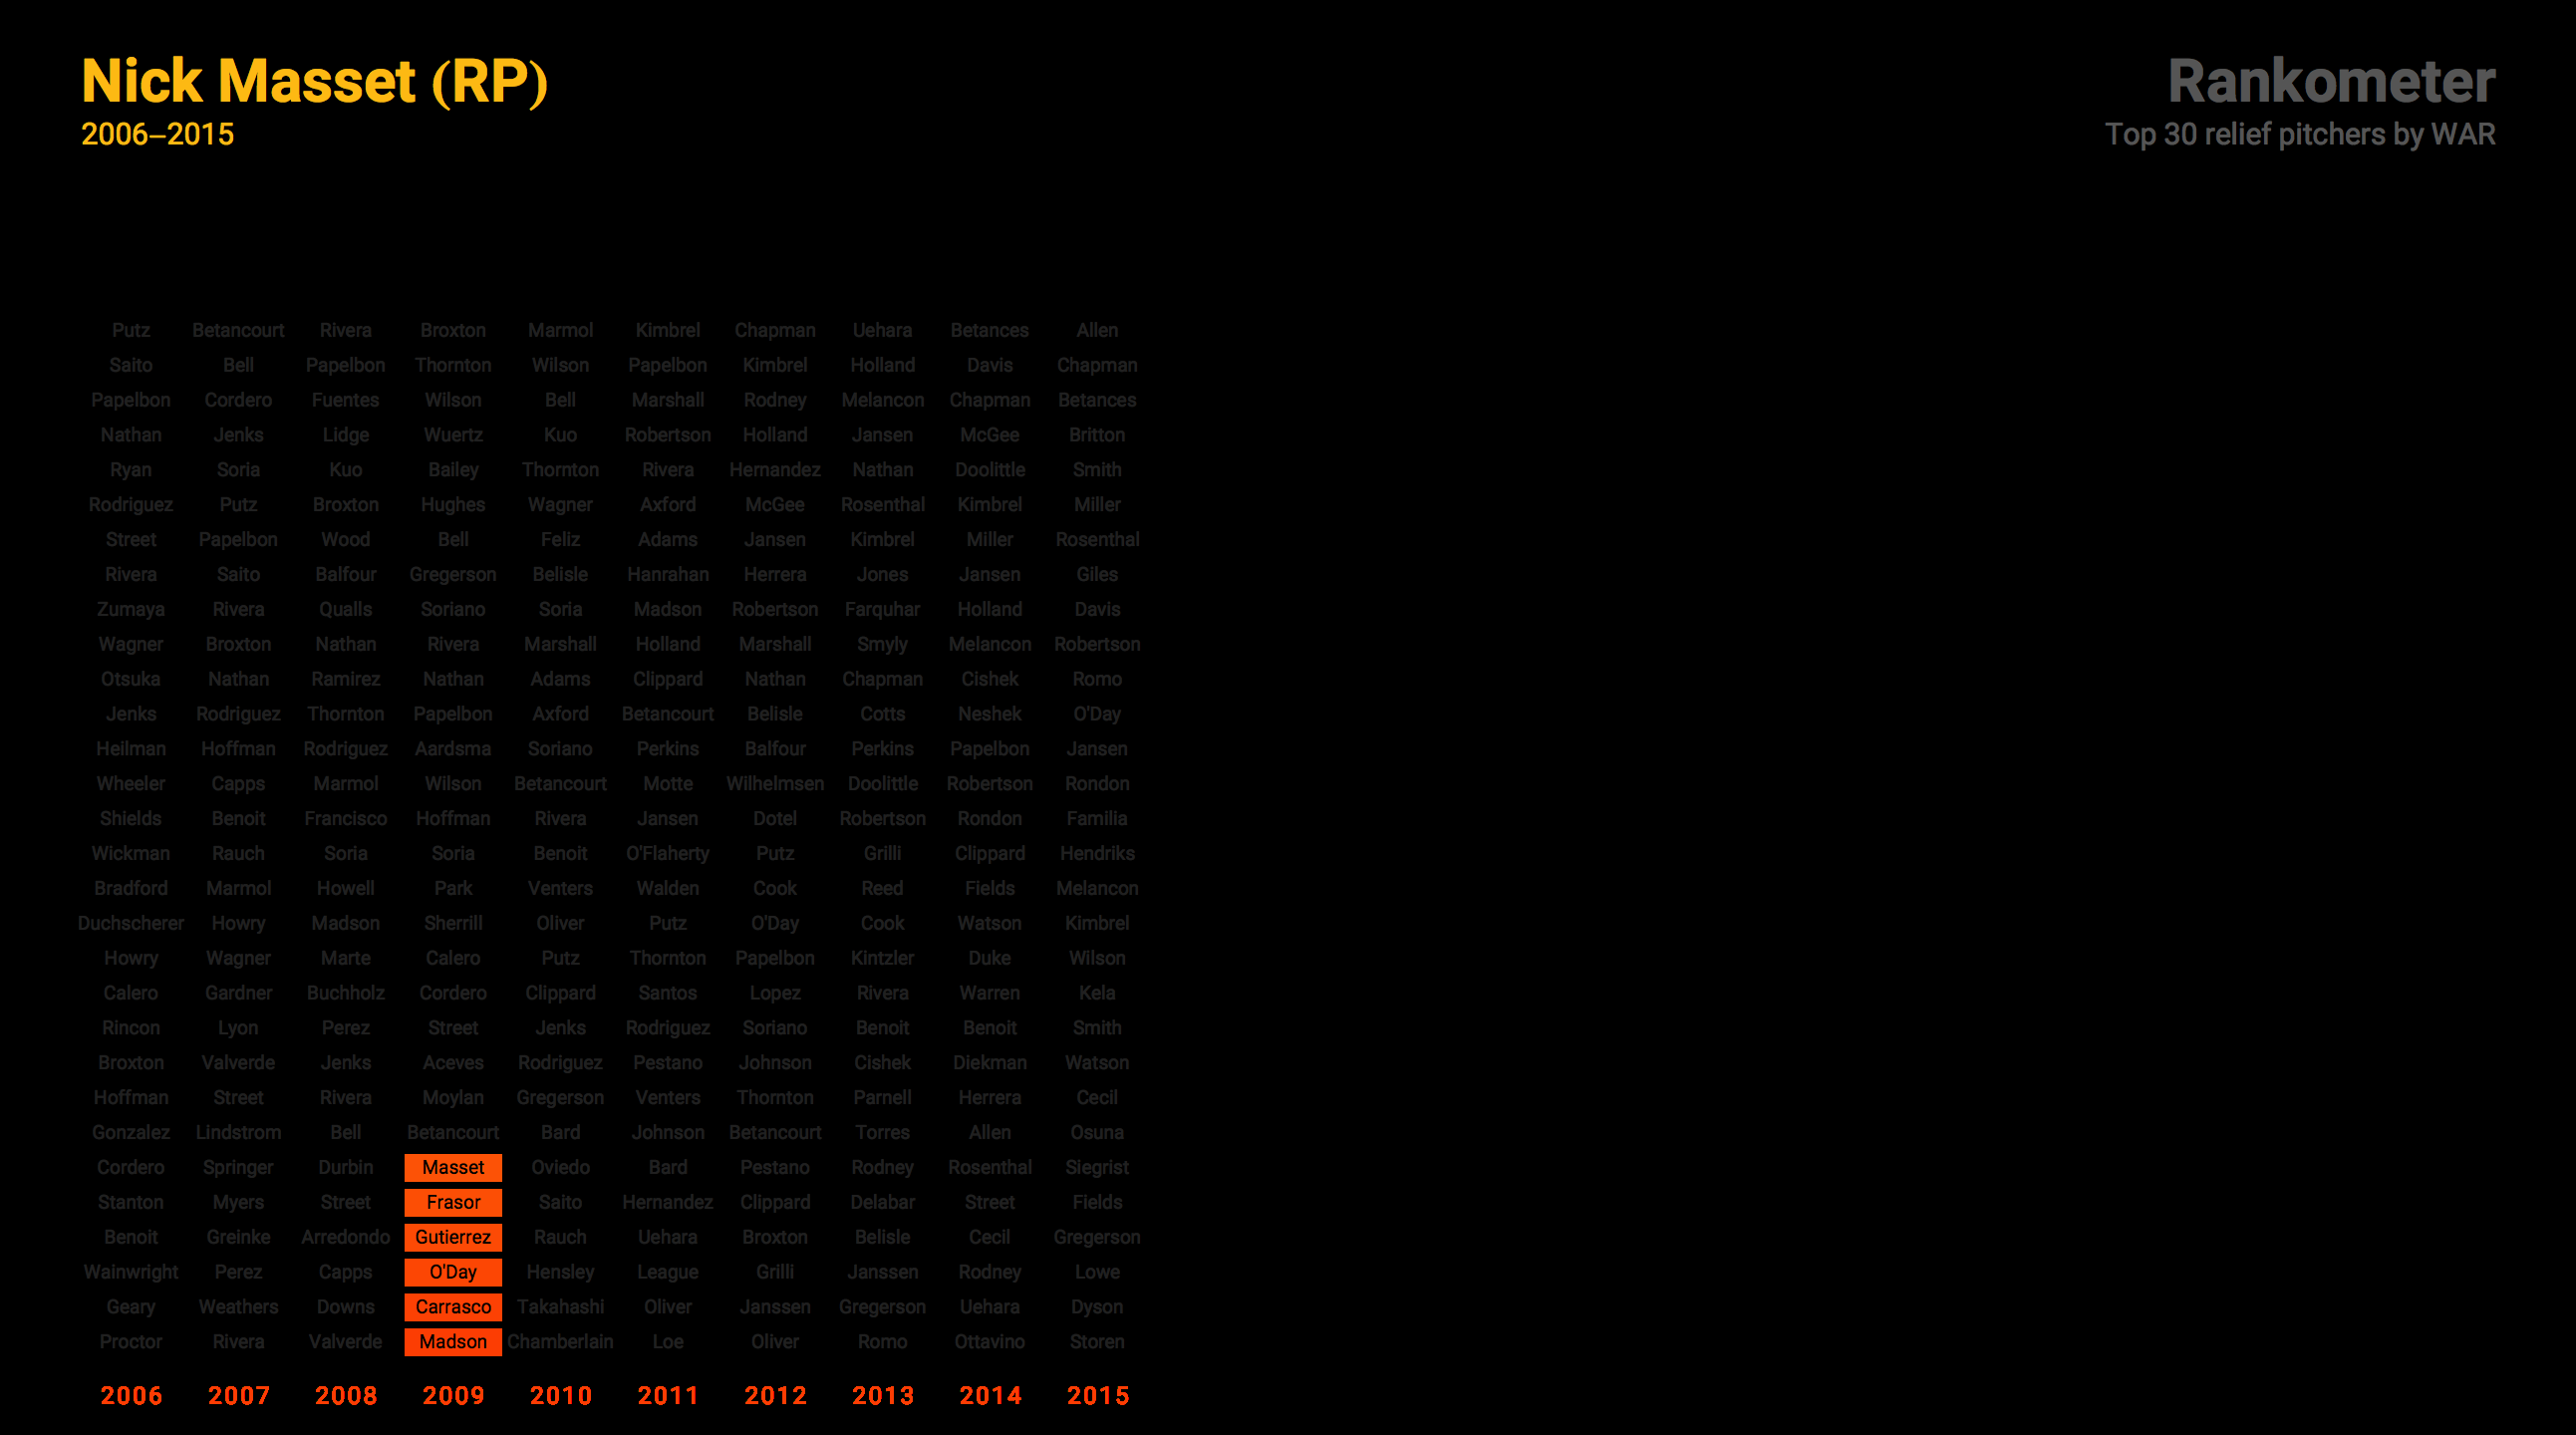 Nick Masset (RP)
2006–2015
Rankometer
Top 30 relief pitchers by WAR
Putz Betancourt Rivera Broxton Marmol Kimbrel Chapman Uehara Betances Allen
Saito Bell Papelbon Thornton Wilson Papelbon Kimbrel Holland Davis Chapman
Papelbon Cordero Fuentes Wilson Bell Marshall Rodney Melancon Chapman Betances
Nathan Jenks Lidge Wuertz Kuo Robertson Holland Jansen McGee Britton
Ryan Soria Kuo Bailey Thornton Rivera Hernandez Nathan Doolittle Smith
Rodriguez Putz Broxton Hughes Wagner Axford McGee Rosenthal Kimbrel Miller
Street Papelbon Wood Bell Feliz Adams Jansen Kimbrel Miller Rosenthal
Rivera Saito Balfour Gregerson Belisle Hanrahan Herrera Jones Jansen Giles
Zumaya Rivera Qualls Soriano Soria Madson Robertson Farquhar Holland Davis
Wagner Broxton Nathan Rivera Marshall Holland Marshall Smyly Melancon Robertson
Otsuka Nathan Ramirez Nathan Adams Clippard Nathan Chapman Cishek Romo
Jenks Rodriguez Thornton Papelbon Axford Betancourt Belisle Cotts Neshek O'Day
Heilman Hoffman Rodriguez Aardsma Soriano Perkins Balfour Perkins Papelbon Jansen
Wheeler Capps Marmol Wilson Betancourt Motte Wilhelmsen Doolittle Robertson Rondon
Shields Benoit Francisco Hoffman Rivera Jansen Dotel Robertson Rondon Familia
Wickman Rauch Soria Soria Benoit O'Flaherty Putz Grilli Clippard Hendriks
Bradford Marmol Howell Park Venters Walden Cook Reed Fields Melancon
Duchscherer Howry Madson Sherrill Oliver Putz O'Day Cook Watson Kimbrel
Howry Wagner Marte Calero Putz Thornton Papelbon Kintzler Duke Wilson
Calero Gardner Buchholz Cordero Clippard Santos Lopez Rivera Warren Kela
Rincon Lyon Perez Street Jenks Rodriguez Soriano Benoit Benoit Smith
Broxton Valverde Jenks Aceves Rodriguez Pestano Johnson Cishek Diekman Watson
Hoffman Street Rivera Moylan Gregerson Venters Thornton Parnell Herrera Cecil
Gonzalez Lindstrom Bell Betancourt Bard Johnson Betancourt Torres Allen Osuna
Cordero Springer Durbin Masset Oviedo Bard Pestano Rodney Rosenthal Siegrist
Stanton Myers Street Frasor Saito Hernandez Clippard Delabar Street Fields
Benoit Greinke Arredondo Gutierrez Rauch Uehara Broxton Belisle Cecil Gregerson
Wainwright Perez Capps O'Day Hensley League Grilli Janssen Rodney Lowe
Geary Weathers Downs Carrasco Takahashi Oliver Janssen Gregerson Uehara Dyson
Proctor Rivera Valverde Madson Chamberlain Loe Oliver Romo Ottavino Storen
2006 2007 2008 2009 2010 2011 2012 2013 2014 2015